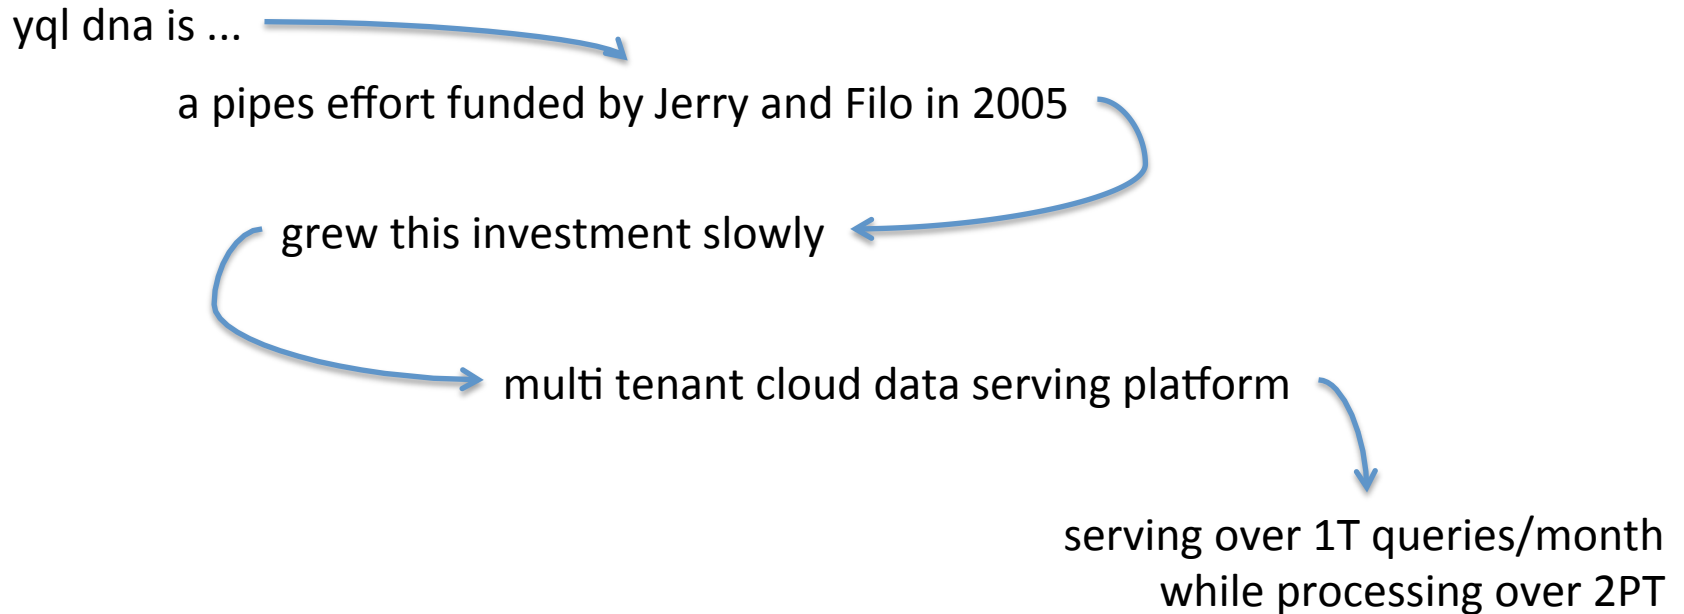 yql dna is ...
a pipes effort funded by Jerry and Filo in 2005
grew this investment slowly
multi tenant cloud data serving platform
serving over 1T queries/month
while processing over 2PT